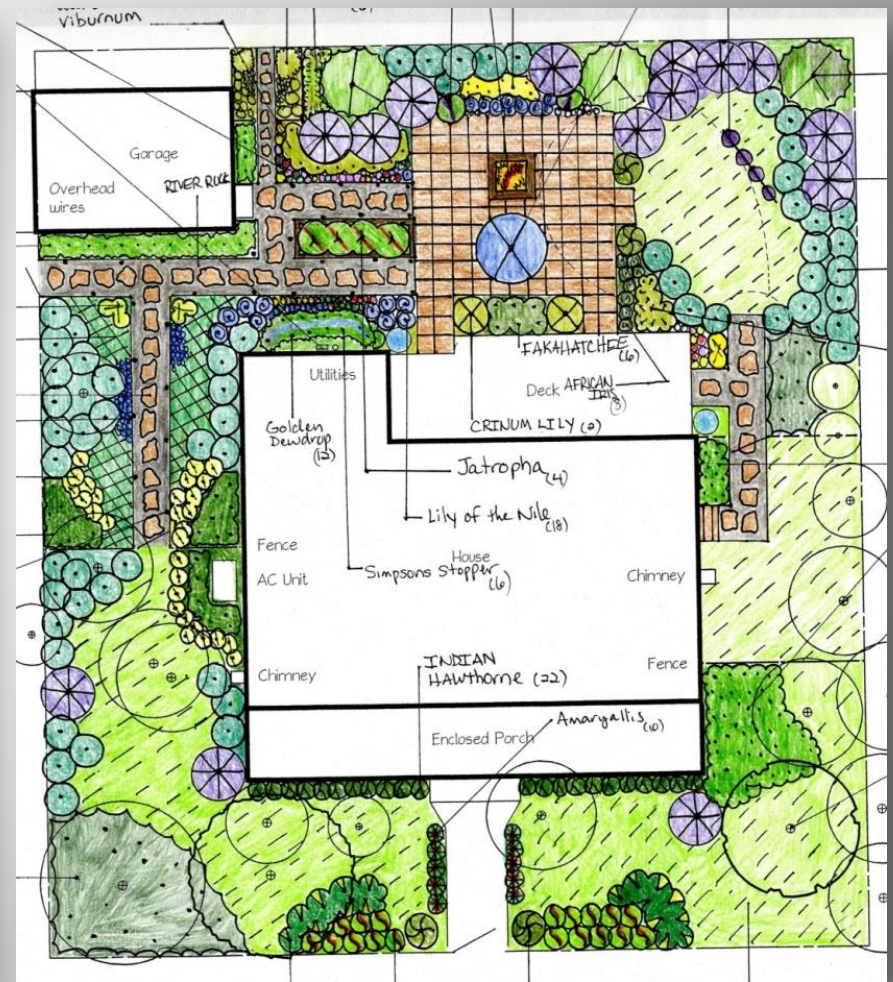 Viburnum
Garage
Overhead
wires
RIVER ROCK
Utilities
FAKAHATCHEE
(6)
Deck
AFRICAN
IRIS
Golden
Dewdrop
(12)
CRINUM LILY
Jatropha (4)
Lily of the Nile
(18)
Fence
AC Unit
House
Simpsons Stopper
(6)
Chimney
Chimney
INDIAN
HAWThorne (22)
Fence
Enclosed Porch
Amaryallis (10)